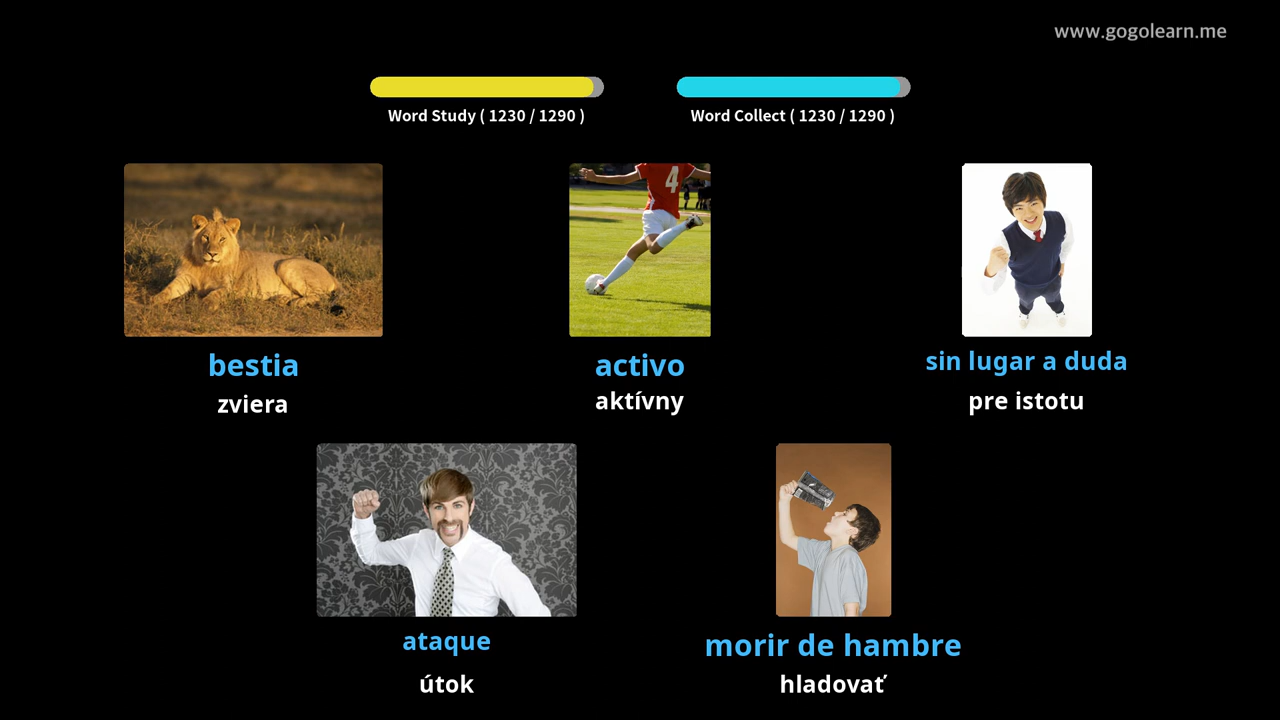 www.gogolearn.me
Word Study ( 1230 / 1290 )
Word Collect ( 1230 / 1290 )
4
bestia
activo
sin lugar a duda
zviera
aktívny
pre istotu
ataque
morir de hambre
útok
hladovať